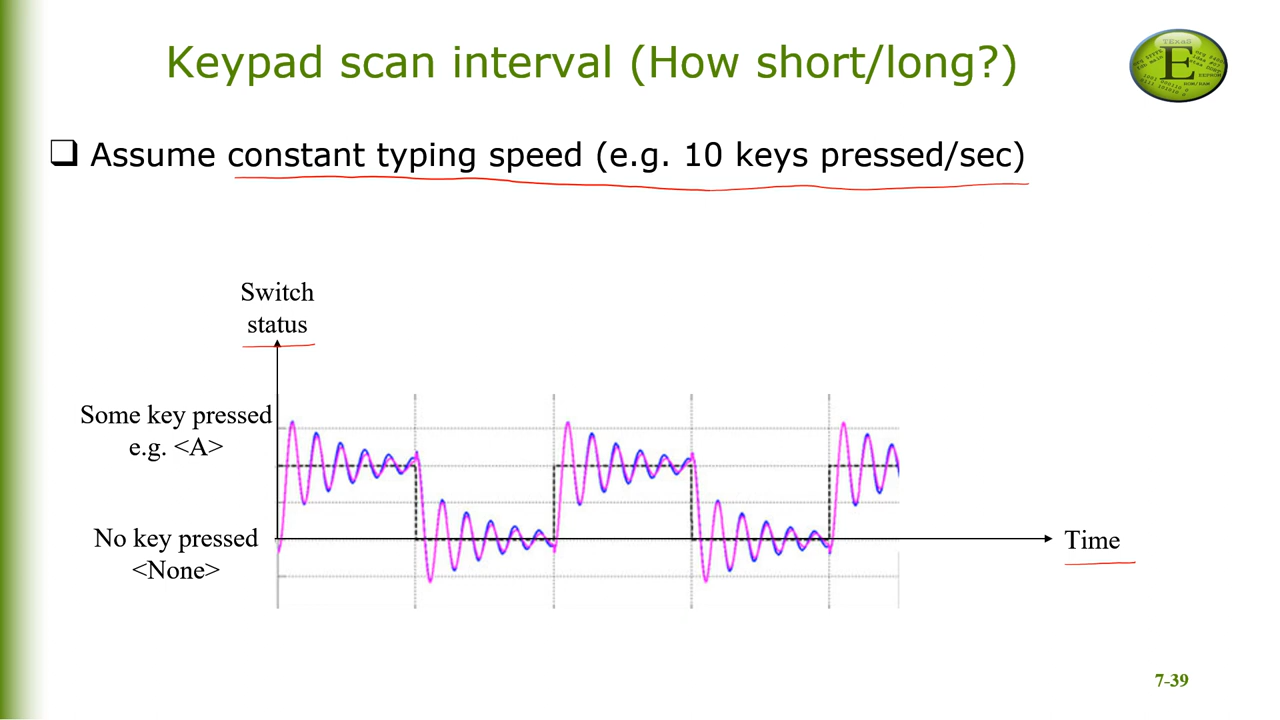 Keypad scan interval (How short/long?)
TExaS
E
❑ Assume constant typing speed (e.g. 10 keys pressed/sec)
Switch
status
Some key pressed
e.g. <A>
No key pressed
<None>
Time
7-39